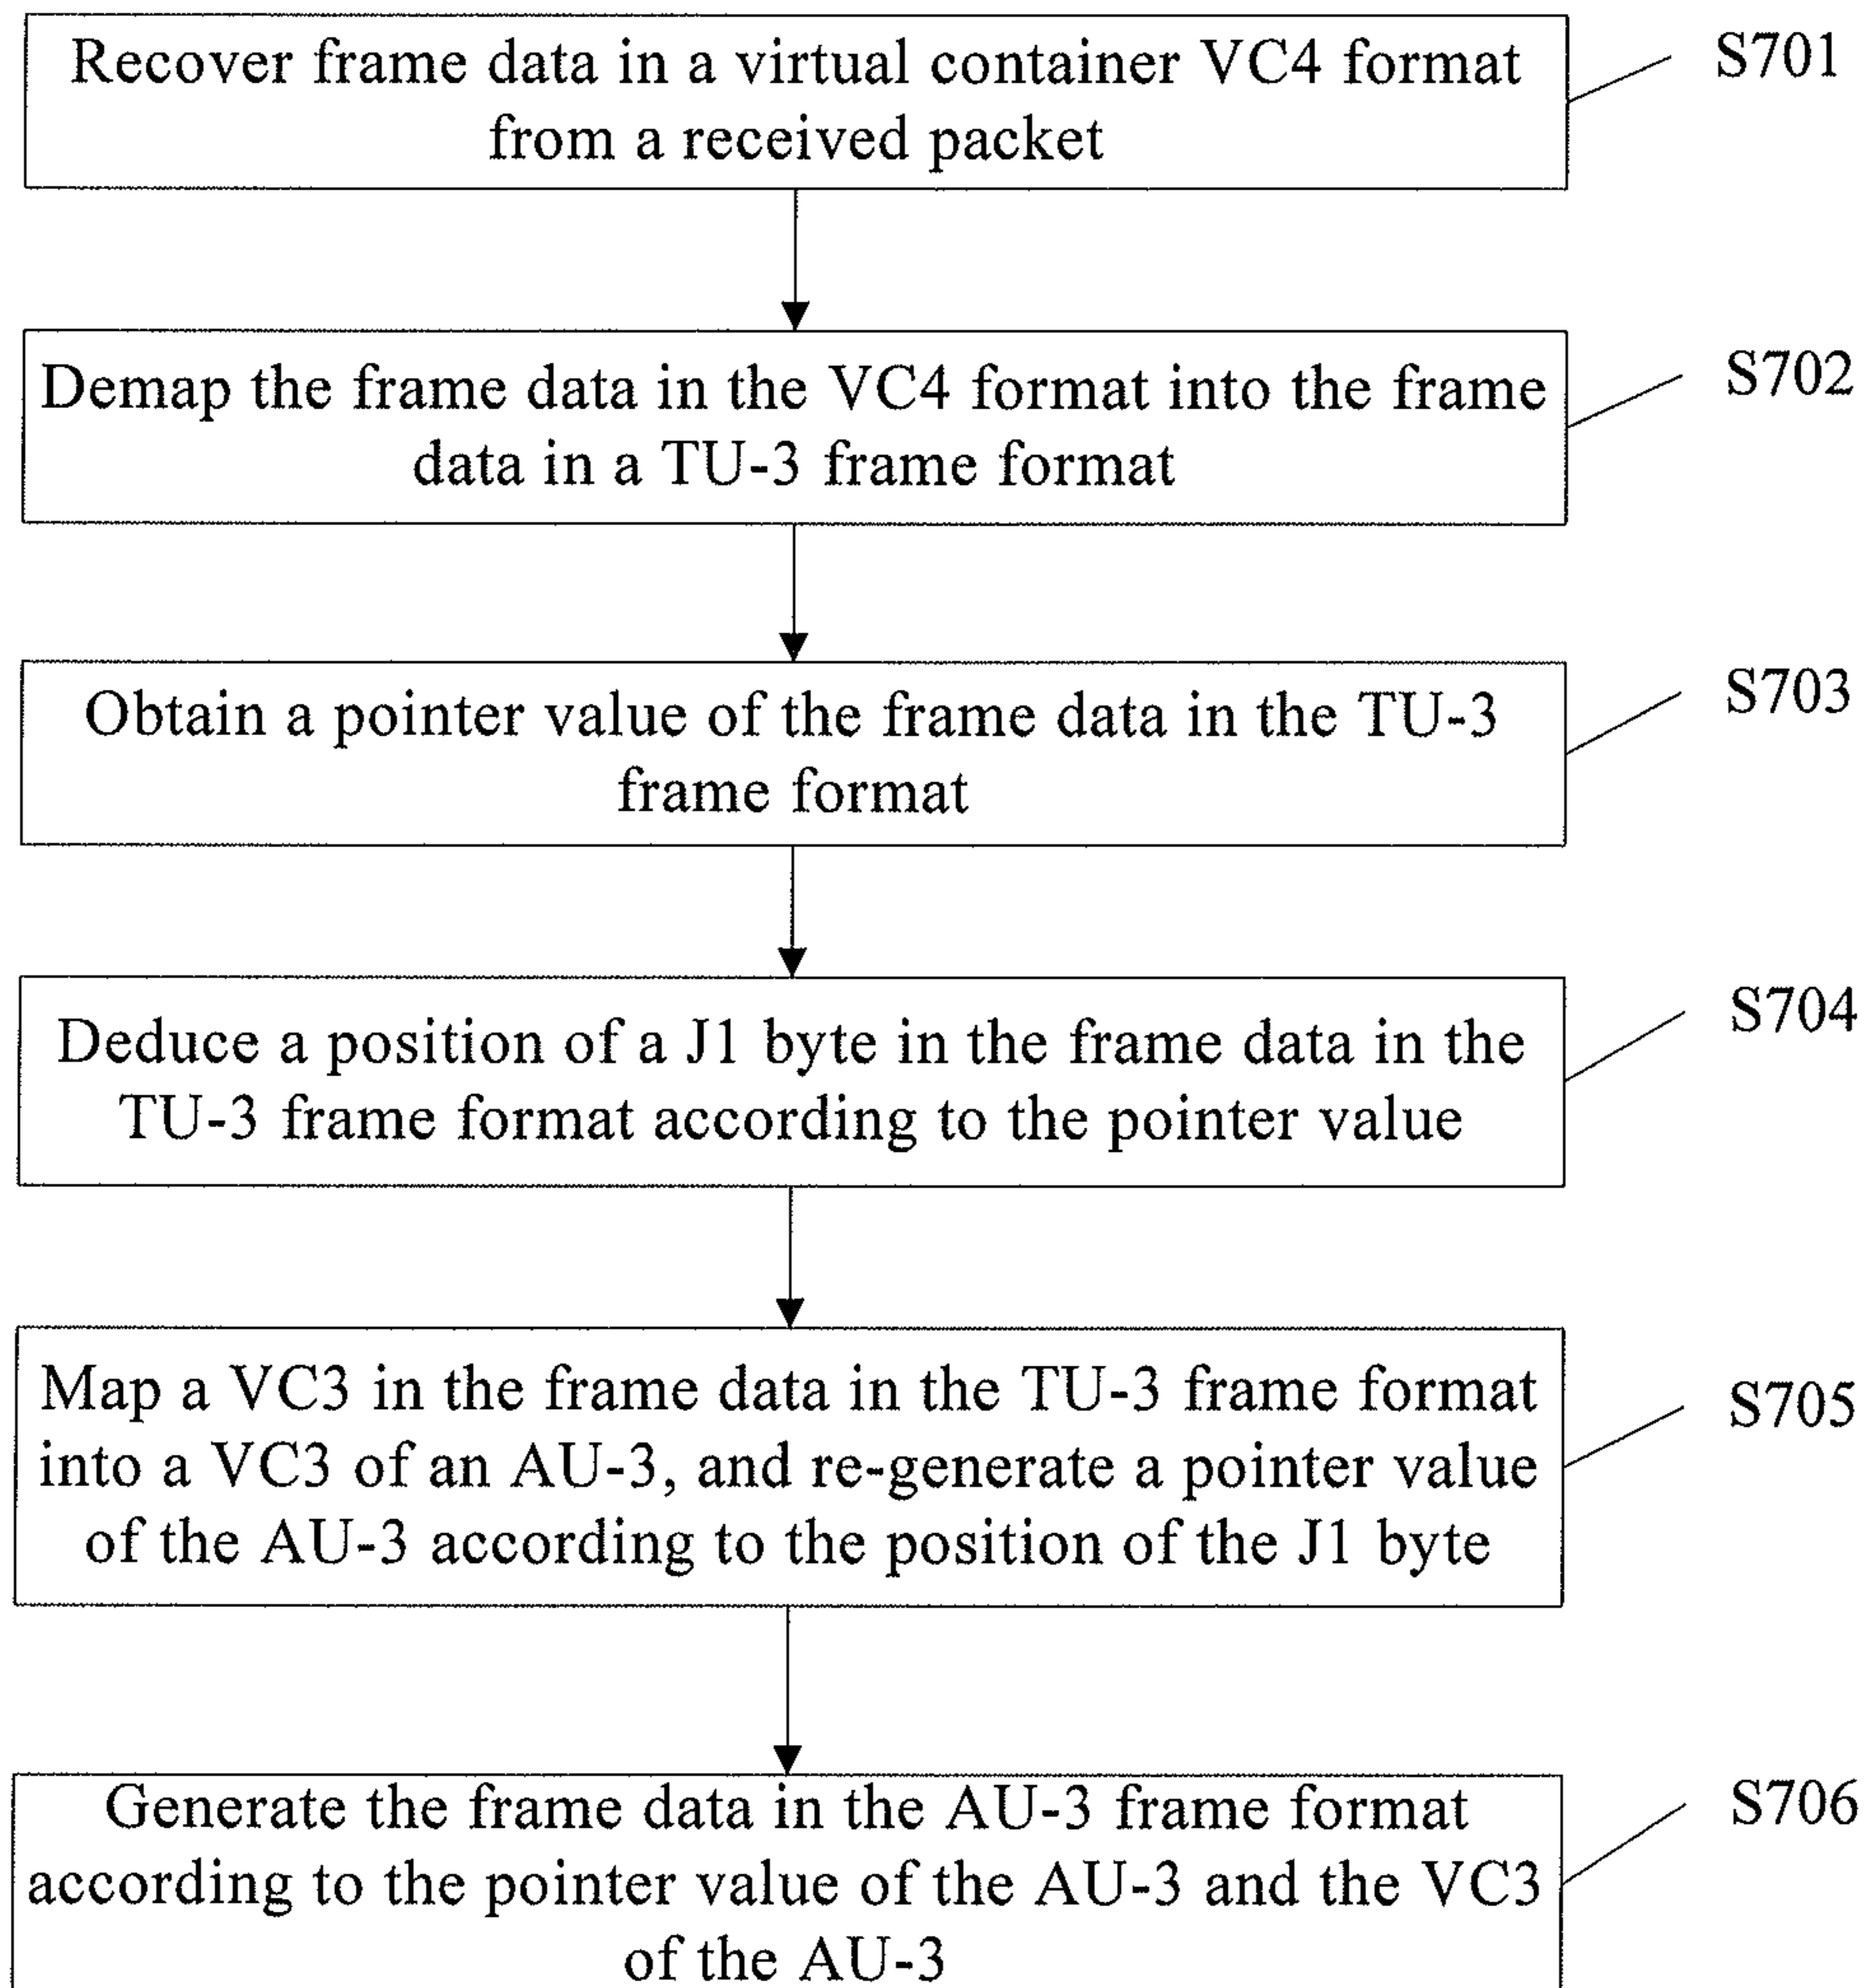 Recover frame data in a virtual container VC4 format
from a received packet
S701
Demap the frame data in the VC4 format into the frame
data in a TU-3 frame format
S702
Obtain a pointer value of the frame data in the TU-3
frame format
S703
Deduce a position of a J1 byte in the frame data in the
TU-3 frame format according to the pointer value
S704
Map a VC3 in the frame data in the TU-3 frame format
into a VC3 of an AU-3, and re-generate a pointer value
of the AU-3 according to the position of the J1 byte
S705
Generate the frame data in the AU-3 frame format
according to the pointer value of the AU-3 and the VC3
of the AU-3
S706